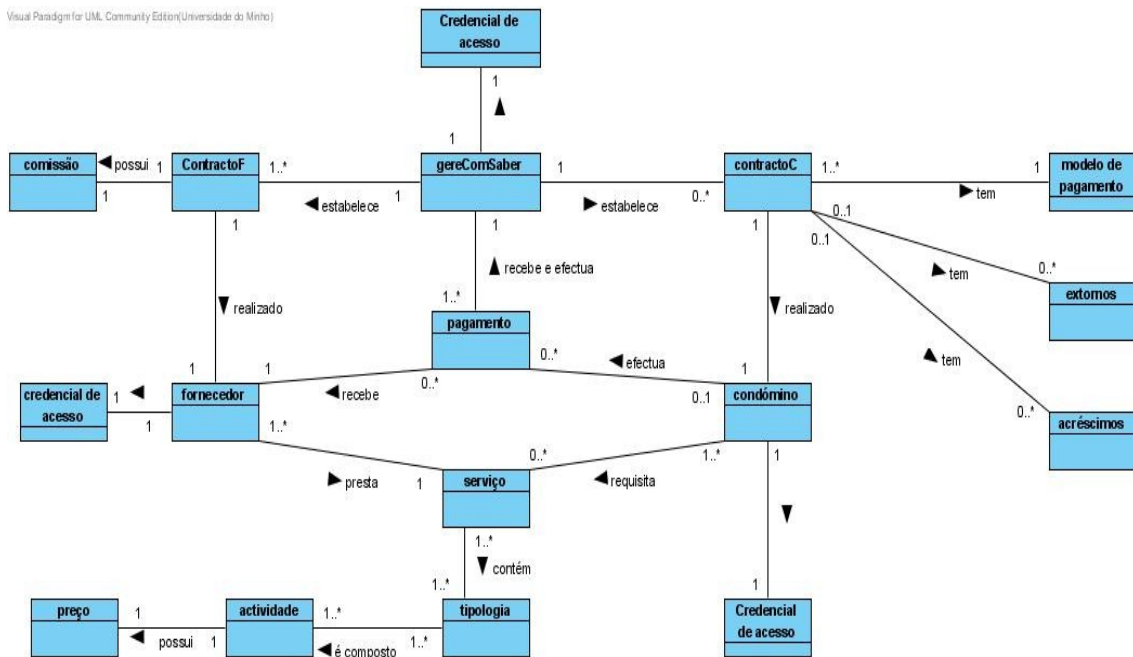 Visual Paradigm for UML Community Edition(Universidade do Minho)
Credencial de
acesso
1
1
comissão
possui
1
1
ContractoF
1..*
estabelece
1
gereComSaber
1
estabelece
0..*
contractoC
1..*
1
tem
modelo de
pagamento
1
1
1
0..1
0..1
recebe e efectua
tem
0..*
extornos
realizado
1..*
realizado
pagamento
tem
0..*
acréscimos
1
1
0..*
efectua
1
credencial de
acesso
1
1
fornecedor
recebe
0..*
0..1
condómino
1..*
presta
1
0..*
serviço
requisita
1..*
1
1..*
contém
1..*
1
preço
1
possui
1
actividade
1..*
é composto
1..*
tipologia
Credencial
de acesso